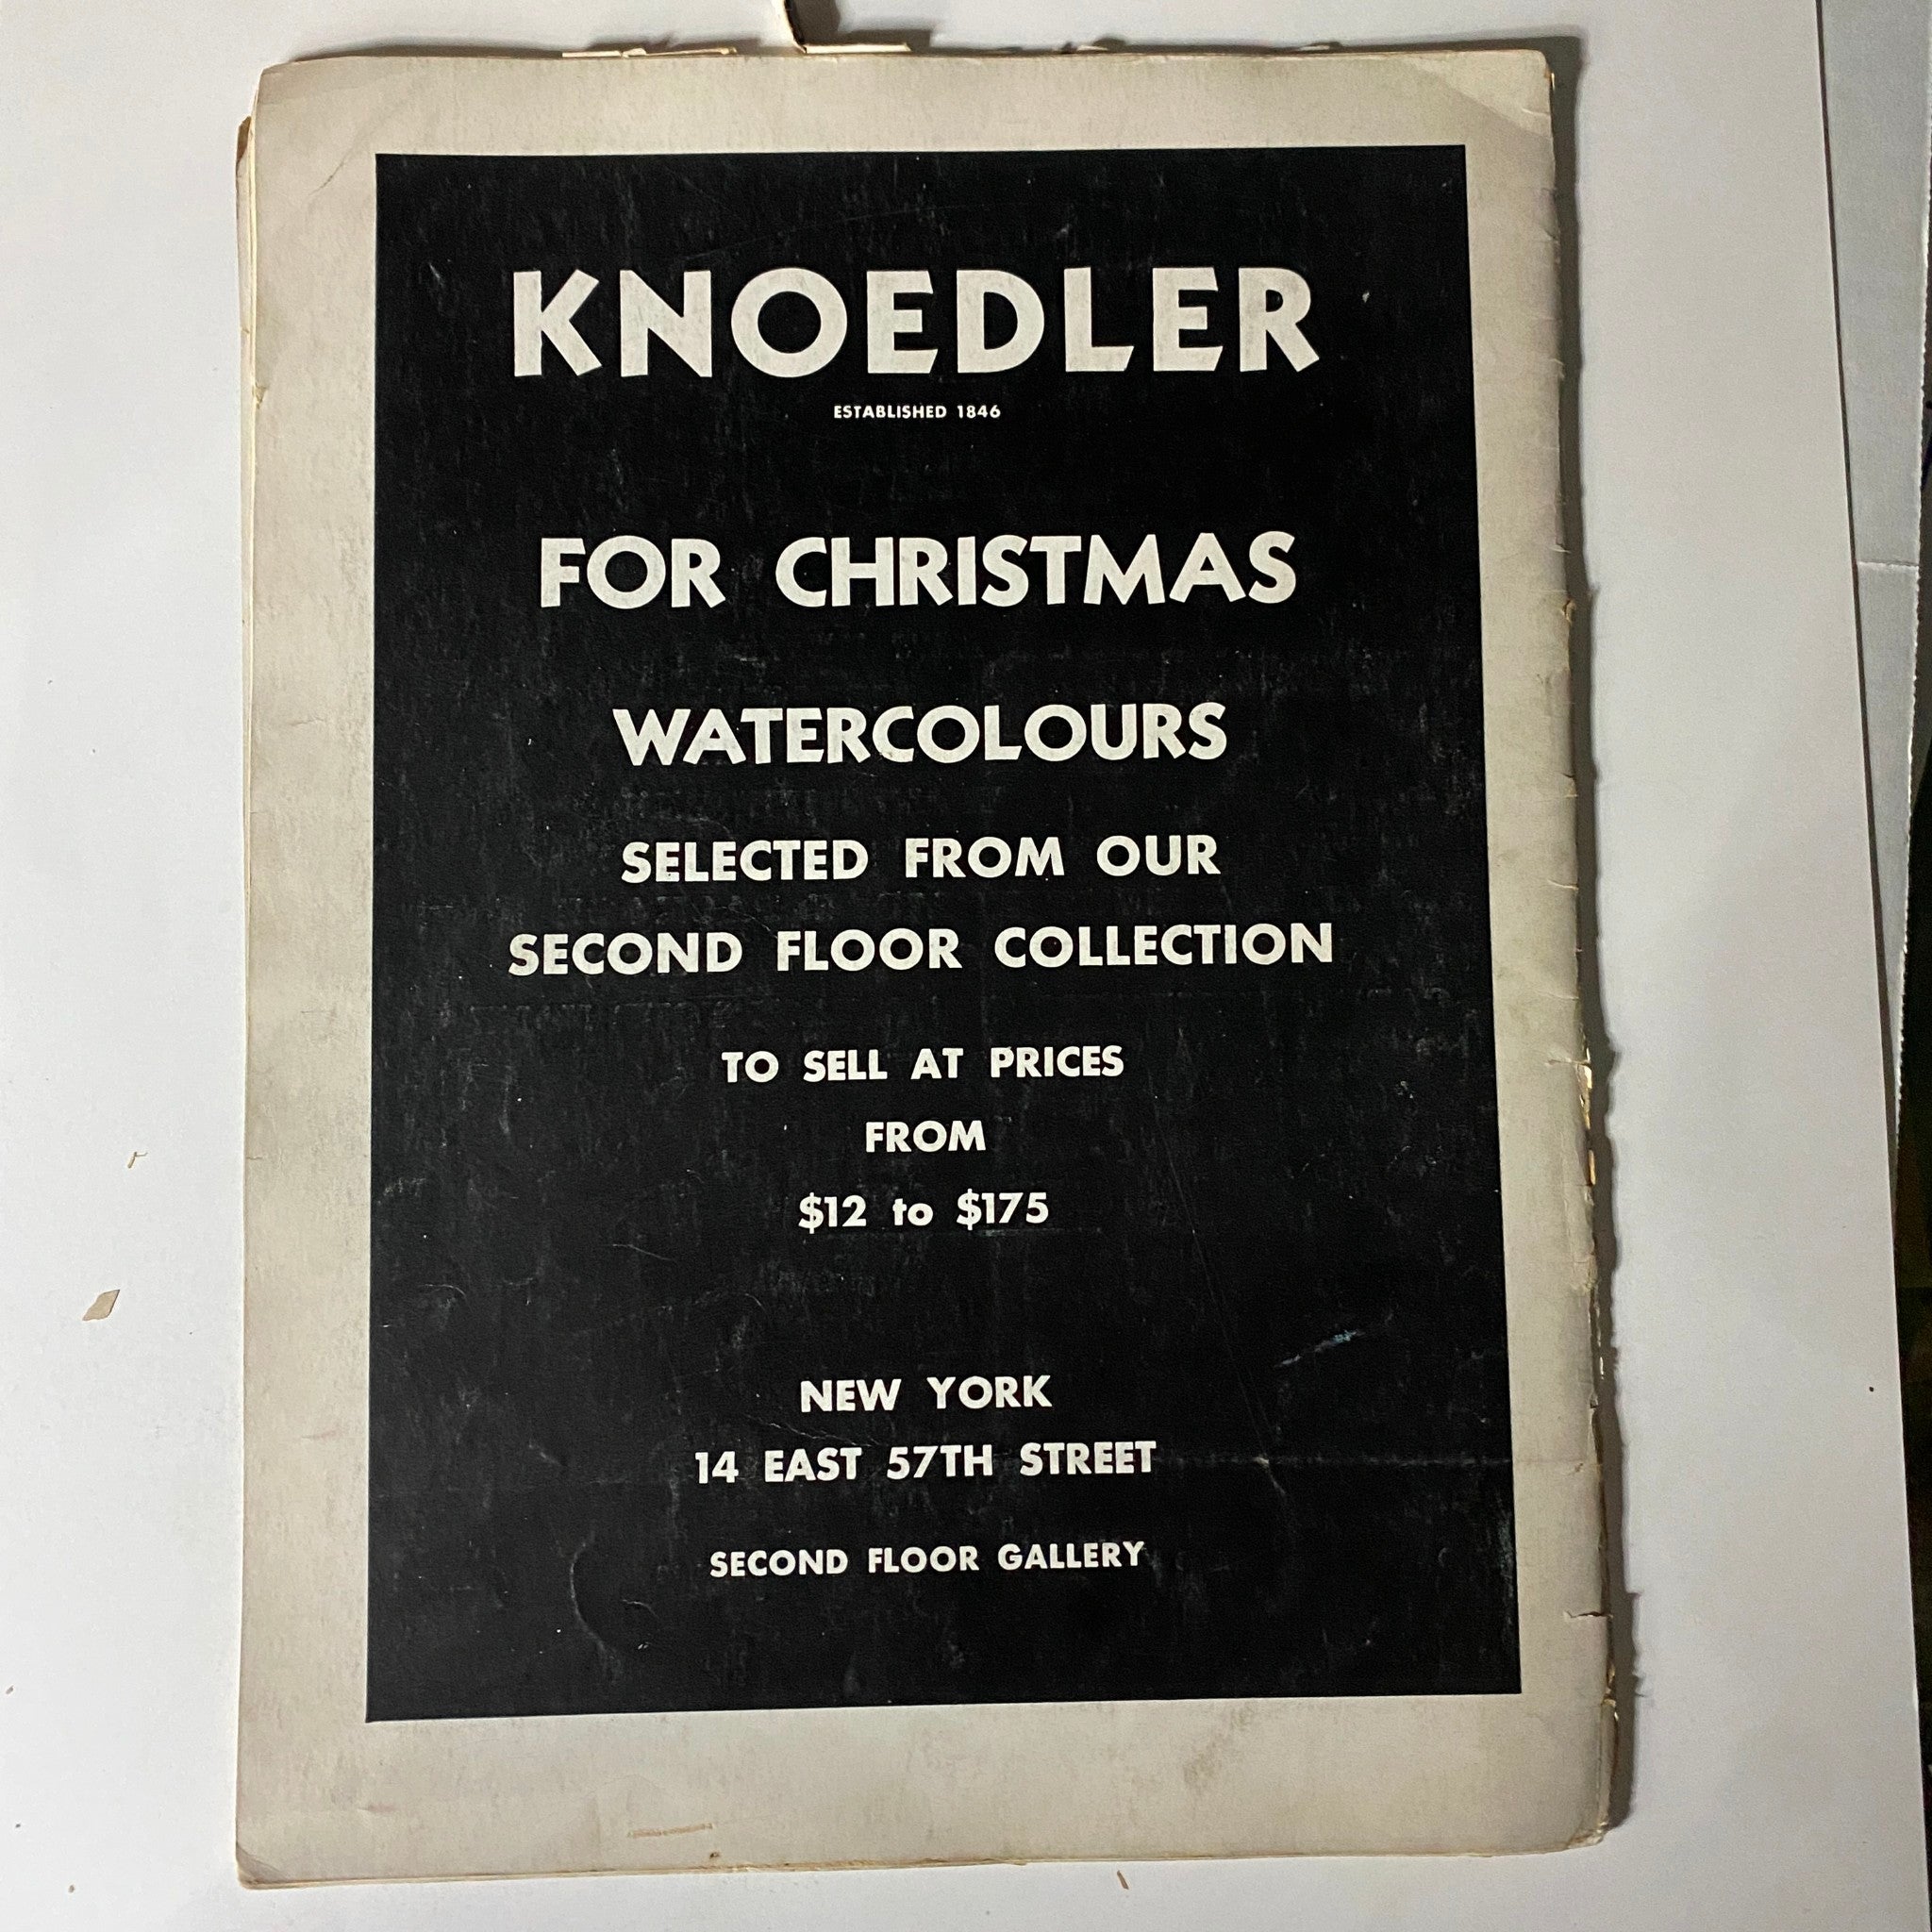 KNOEDLER
ESTABLISHED 1846
FOR CHRISTMAS
WATERCOLOURS
SELECTED FROM OUR
SECOND FLOOR COLLECTION
TO SELL AT PRICES
FROM
$12 to $175
NEW YORK
14 EAST 57TH STREET
SECOND FLOOR GALLERY